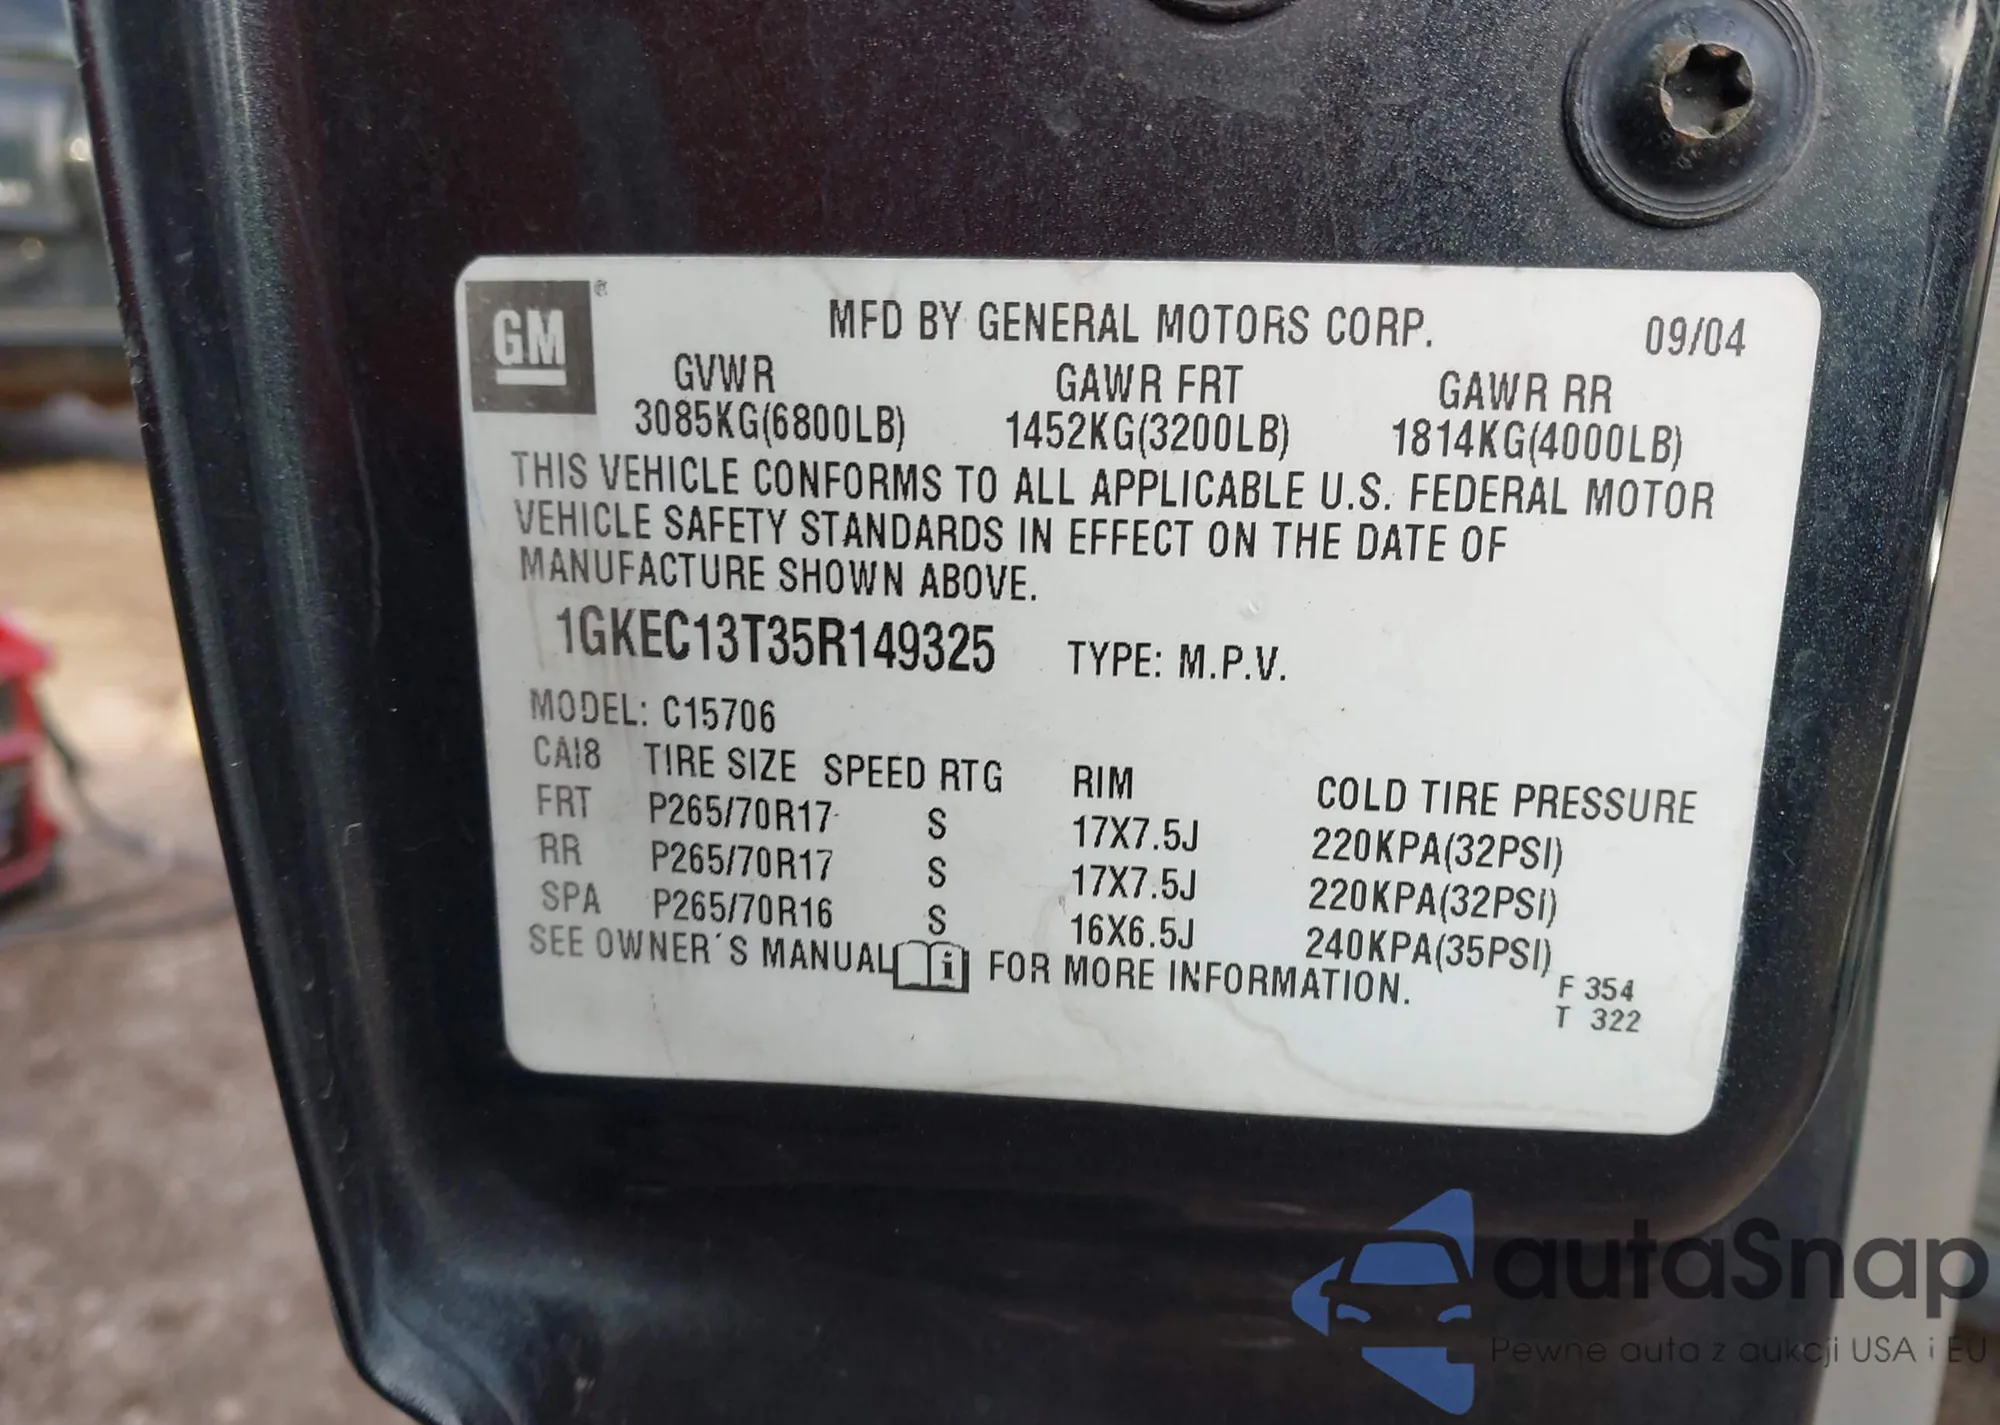 GM ®
MFD BY GENERAL MOTORS CORP. 09/04
GVWR GAWR FRT GAWR RR
3085KG(6800LB) 1452KG(3200LB) 1814KG(4000LB)
THIS VEHICLE CONFORMS TO ALL APPLICABLE U.S. FEDERAL MOTOR
VEHICLE SAFETY STANDARDS IN EFFECT ON THE DATE OF
MANUFACTURE SHOWN ABOVE.
1GKEC13T35R149325 TYPE: M.P.V.
MODEL: C15706
CAI8 TIRE SIZE SPEED RTG RIM COLD TIRE PRESSURE
FRT P265/70R17 S 17X7.5J 220KPA(32PSI)
RR P265/70R17 S 17X7.5J 220KPA(32PSI)
SPA P265/70R16 S 16X6.5J 240KPA(35PSI)
SEE OWNER'S MANUAL i FOR MORE INFORMATION.
F 354
T 322
autaSnap
Pewne auta z aukcji USA i EU